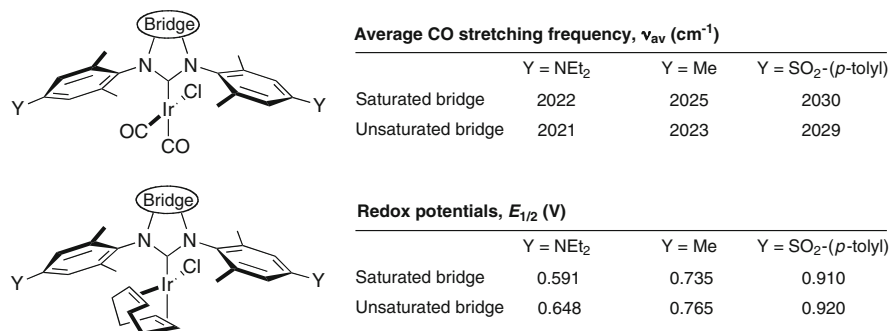 Bridge
N N
Y Cl Y
Ir
OC
CO
Average CO stretching frequency, νav (cm-1)
Y = NEt2 Y = Me Y = SO2-(p-tolyl)
Saturated bridge 2022 2025 2030
Unsaturated bridge 2021 2023 2029
Bridge
N N
Y Cl Y
Ir
Redox potentials, E1/2 (V)
Y = NEt2 Y = Me Y = SO2-(p-tolyl)
Saturated bridge 0.591 0.735 0.910
Unsaturated bridge 0.648 0.765 0.920